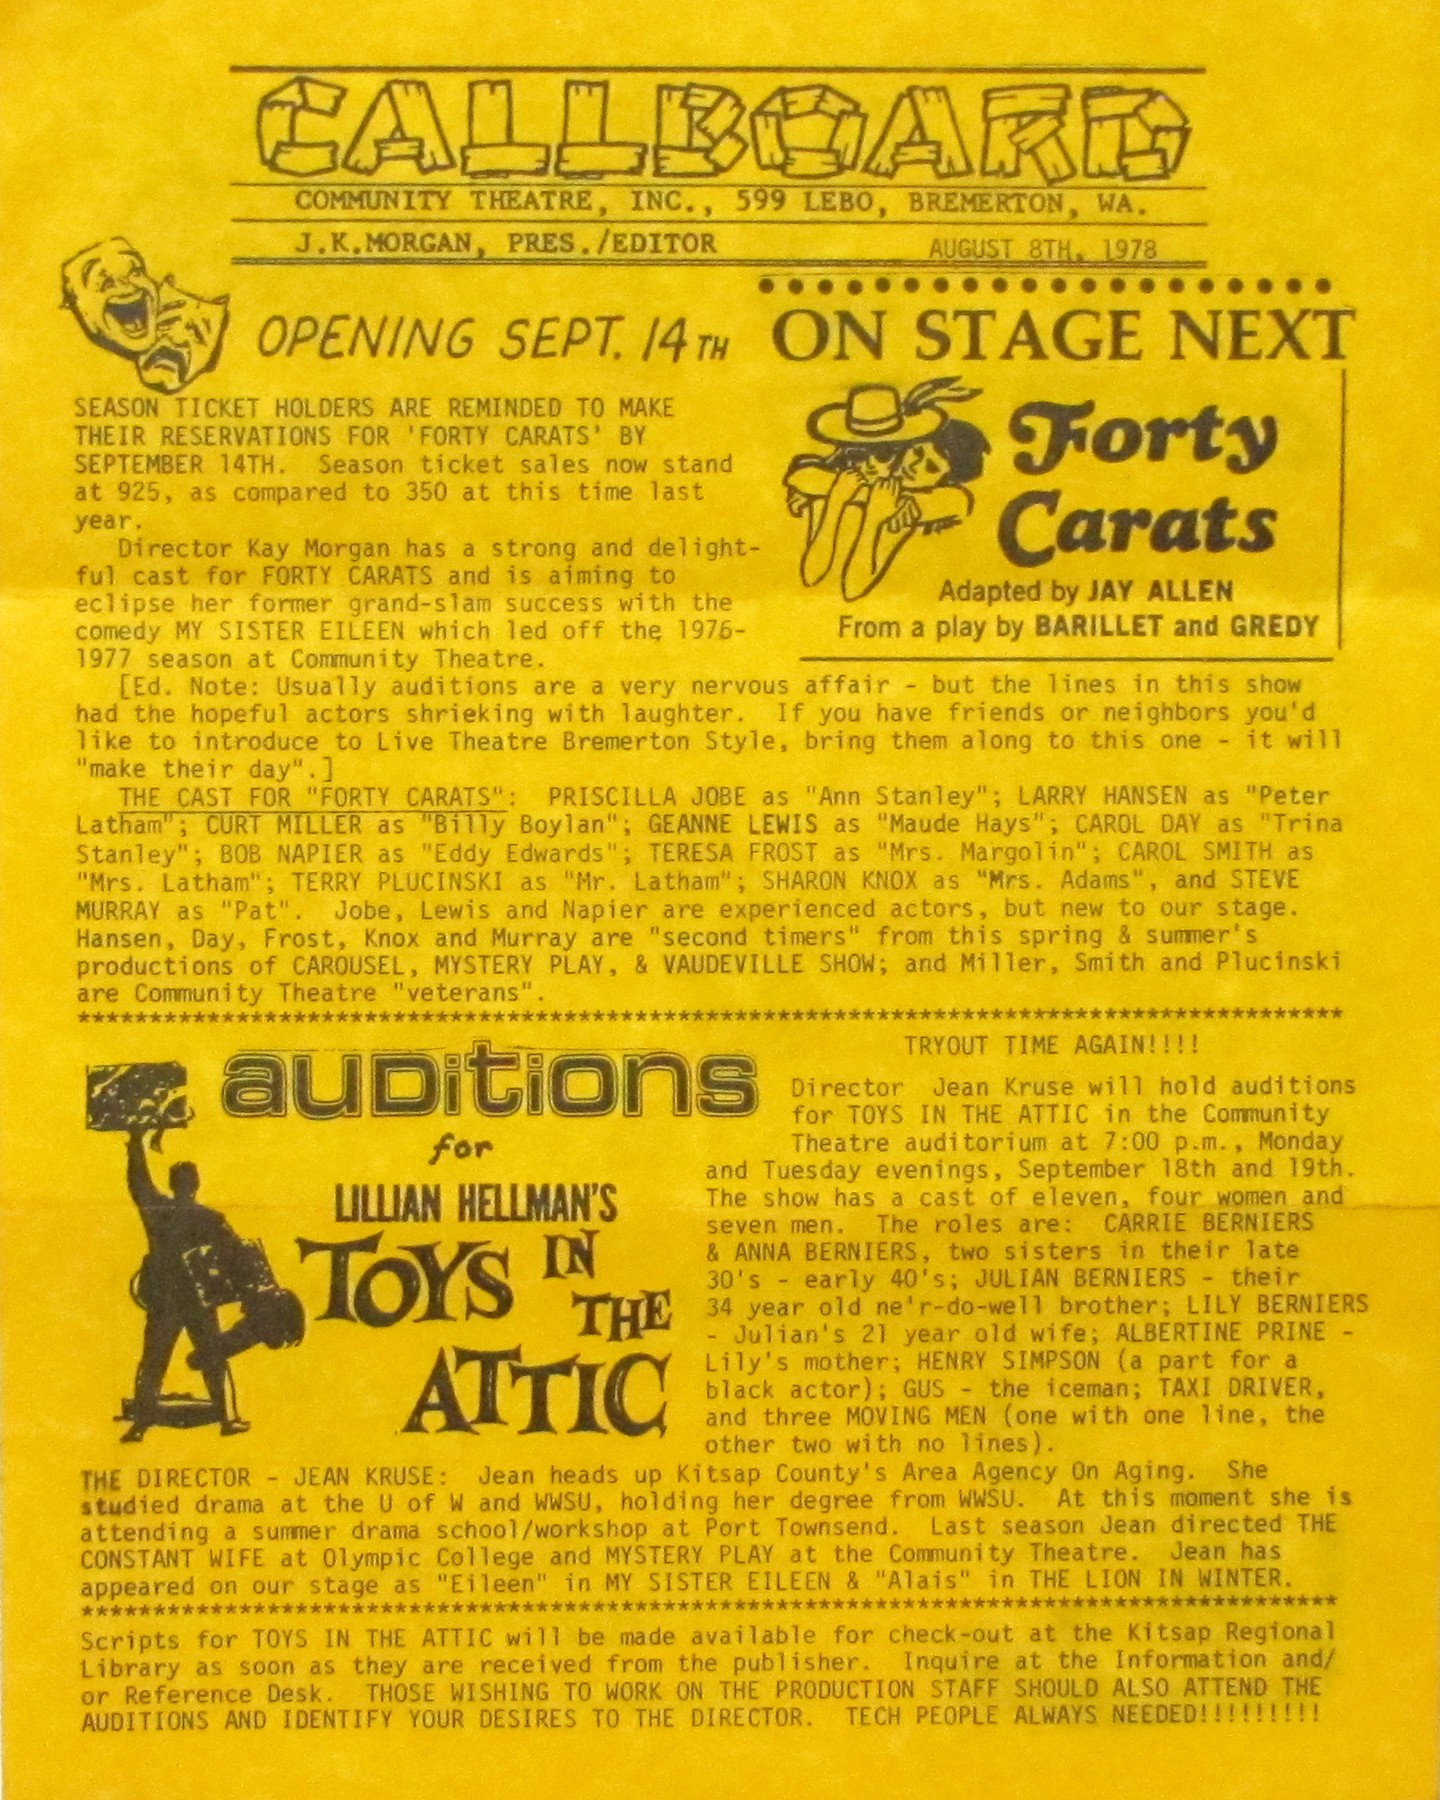 CALLBOARD
COMMUNITY THEATRE, INC., 599 LEBO, BREMERTON, WA.
J.K.MORGAN, PRES./EDITOR AUGUST 8TH, 1978
OPENING SEPT. 14TH
SEASON TICKET HOLDERS ARE REMINDED TO MAKE
THEIR RESERVATIONS FOR 'FORTY CARATS' BY
SEPTEMBER 14TH. Season ticket sales now stand
at 925, as compared to 350 at this time last
year.
Director Kay Morgan has a strong and delight-
ful cast for FORTY CARATS and is aiming to
eclipse her former grand-slam success with the
comedy MY SISTER EILEEN which led off the 1976-
1977 season at Community Theatre.
ON STAGE NEXT
Forty
Carats
Adapted by JAY ALLEN
From a play by BARILLET and GREDY
[Ed. Note: Usually auditions are a very nervous affair - but the lines in this show
had the hopeful actors shrieking with laughter. If you have friends or neighbors you'd
like to introduce to Live Theatre Bremerton Style, bring them along to this one - it will
"make their day".]
THE CAST FOR "FORTY CARATS": PRISCILLA JOBE as "Ann Stanley"; LARRY HANSEN as "Peter
Latham"; CURT MILLER as "Billy Boylan"; GEANNE LEWIS as "Maude Hays"; CAROL DAY as "Trina
Stanley"; BOB NAPIER as "Eddy Edwards"; TERESA FROST as "Mrs. Margolin"; CAROL SMITH as
"Mrs. Latham"; TERRY PLUCINSKI as "Mr. Latham"; SHARON KNOX as "Mrs. Adams", and STEVE
MURRAY as "Pat". Jobe, Lewis and Napier are experienced actors, but new to our stage.
Hansen, Day, Frost, Knox and Murray are "second timers" from this spring & summer's
productions of CAROUSEL, MYSTERY PLAY, & VAUDEVILLE SHOW; and Miller, Smith and Plucinski
are Community Theatre "veterans".
****************************************************************************************
auditions
for
LILLIAN HELLMAN'S
TOYS IN
THE
ATTIC
TRYOUT TIME AGAIN!!!!
Director Jean Kruse will hold auditions
for TOYS IN THE ATTIC in the Community
Theatre auditorium at 7:00 p.m., Monday
and Tuesday evenings, September 18th and 19th.
The show has a cast of eleven, four women and
seven men. The roles are: CARRIE BERNIERS
& ANNA BERNIERS, two sisters in their late
30's - early 40's; JULIAN BERNIERS - their
34 year old ne'r-do-well brother; LILY BERNIERS
- Julian's 21 year old wife; ALBERTINE PRINE -
Lily's mother; HENRY SIMPSON (a part for a
black actor); GUS - the iceman; TAXI DRIVER,
and three MOVING MEN (one with one line, the
other two with no lines).
THE DIRECTOR - JEAN KRUSE: Jean heads up Kitsap County's Area Agency On Aging. She
studied drama at the U of W and WWSU, holding her degree from WWSU. At this moment she is
attending a summer drama school/workshop at Port Townsend. Last season Jean directed THE
CONSTANT WIFE at Olympic College and MYSTERY PLAY at the Community Theatre. Jean has
appeared on our stage as "Eileen" in MY SISTER EILEEN & "Alais" in THE LION IN WINTER.
****************************************************************************************
Scripts for TOYS IN THE ATTIC will be made available for check-out at the Kitsap Regional
Library as soon as they are received from the publisher. Inquire at the Information and/
or Reference Desk. THOSE WISHING TO WORK ON THE PRODUCTION STAFF SHOULD ALSO ATTEND THE
AUDITIONS AND IDENTIFY YOUR DESIRES TO THE DIRECTOR. TECH PEOPLE ALWAYS NEEDED!!!!!!!!!